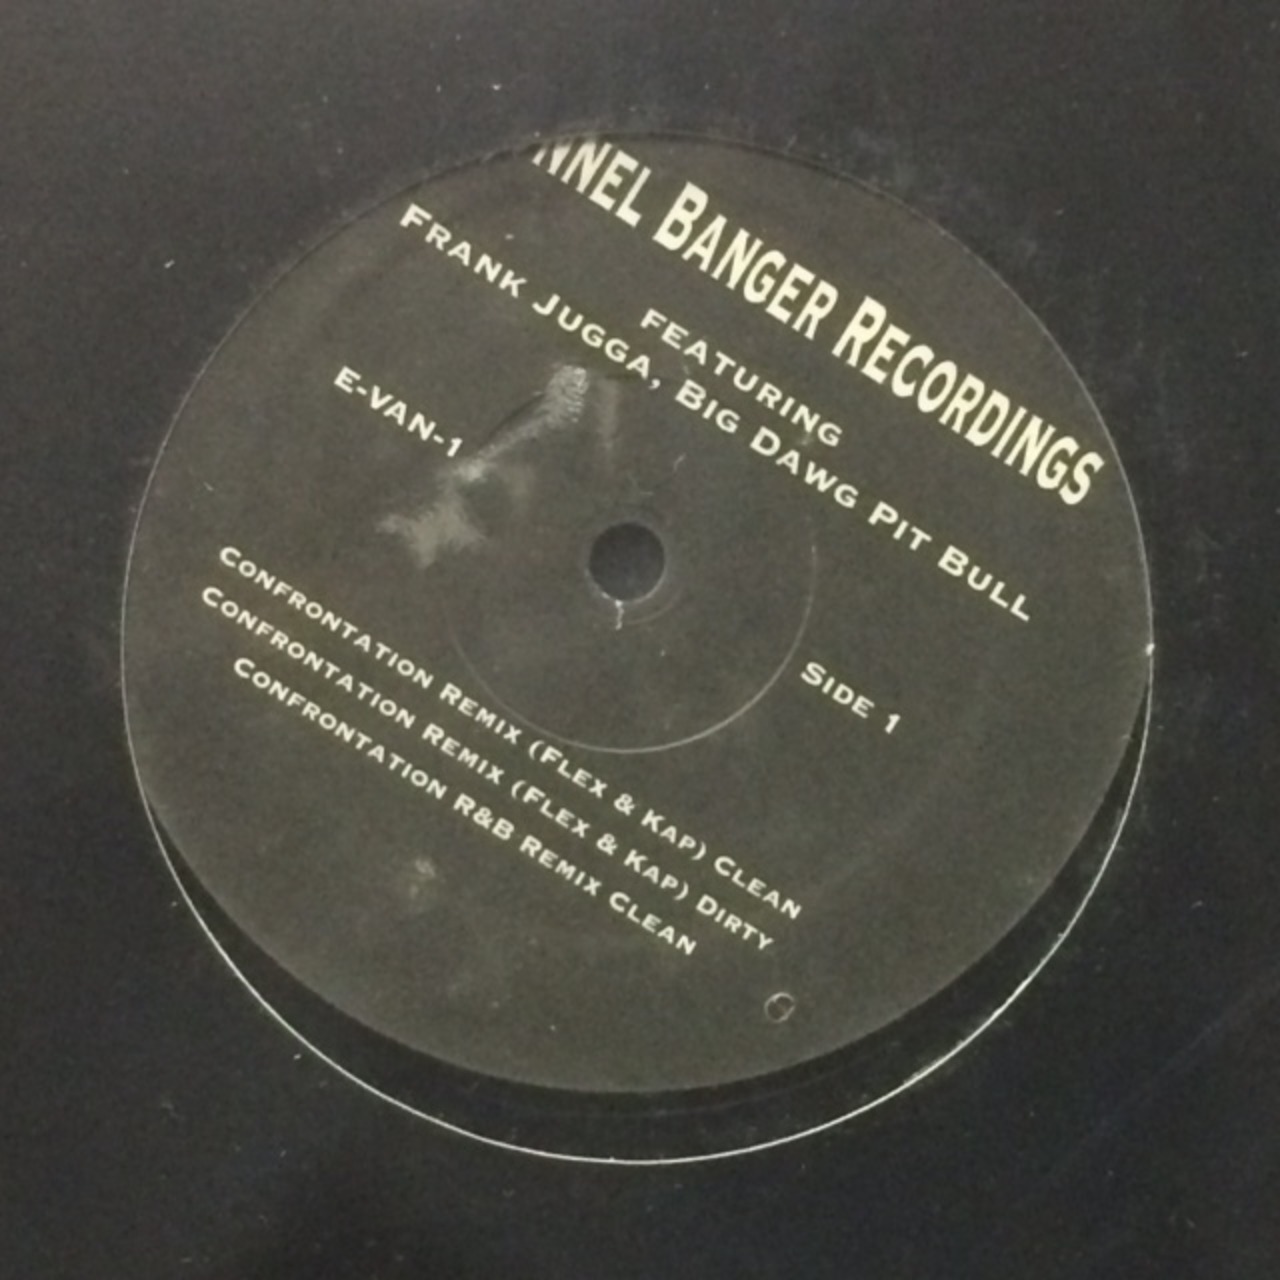 NNEL BANGER RECORDINGS
FEATURING
FRANK JUGGA, BIG DAWG PIT BULL
E-VAN-1
SIDE 1
CONFRONTATION REMIX (FLEX & KAP) CLEAN
CONFRONTATION REMIX (FLEX & KAP) DIRTY
CONFRONTATION R&B REMIX CLEAN